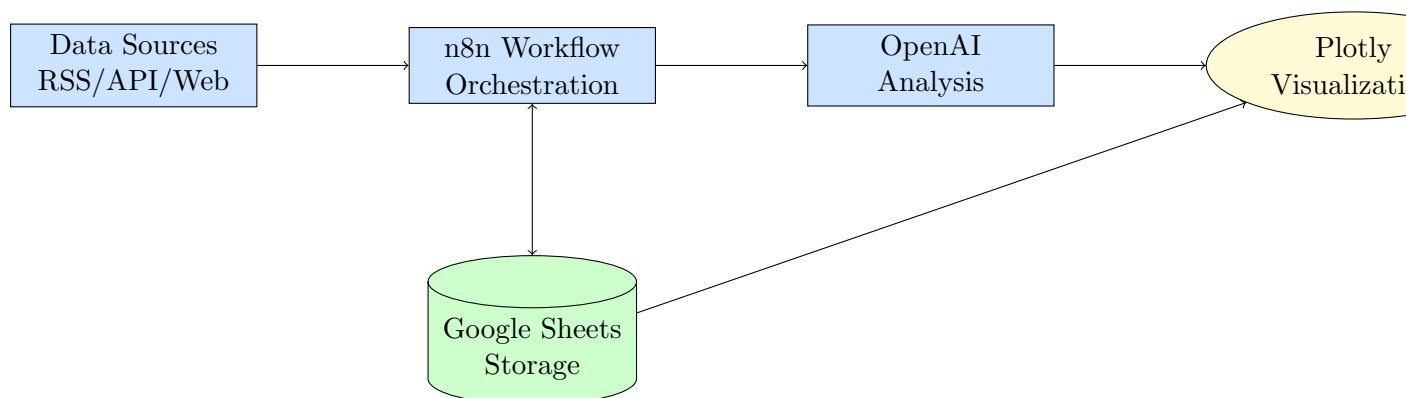 Data Sources
RSS/API/Web
n8n Workflow
Orchestration
OpenAI
Analysis
Plotly
Visualizati
Google Sheets
Storage